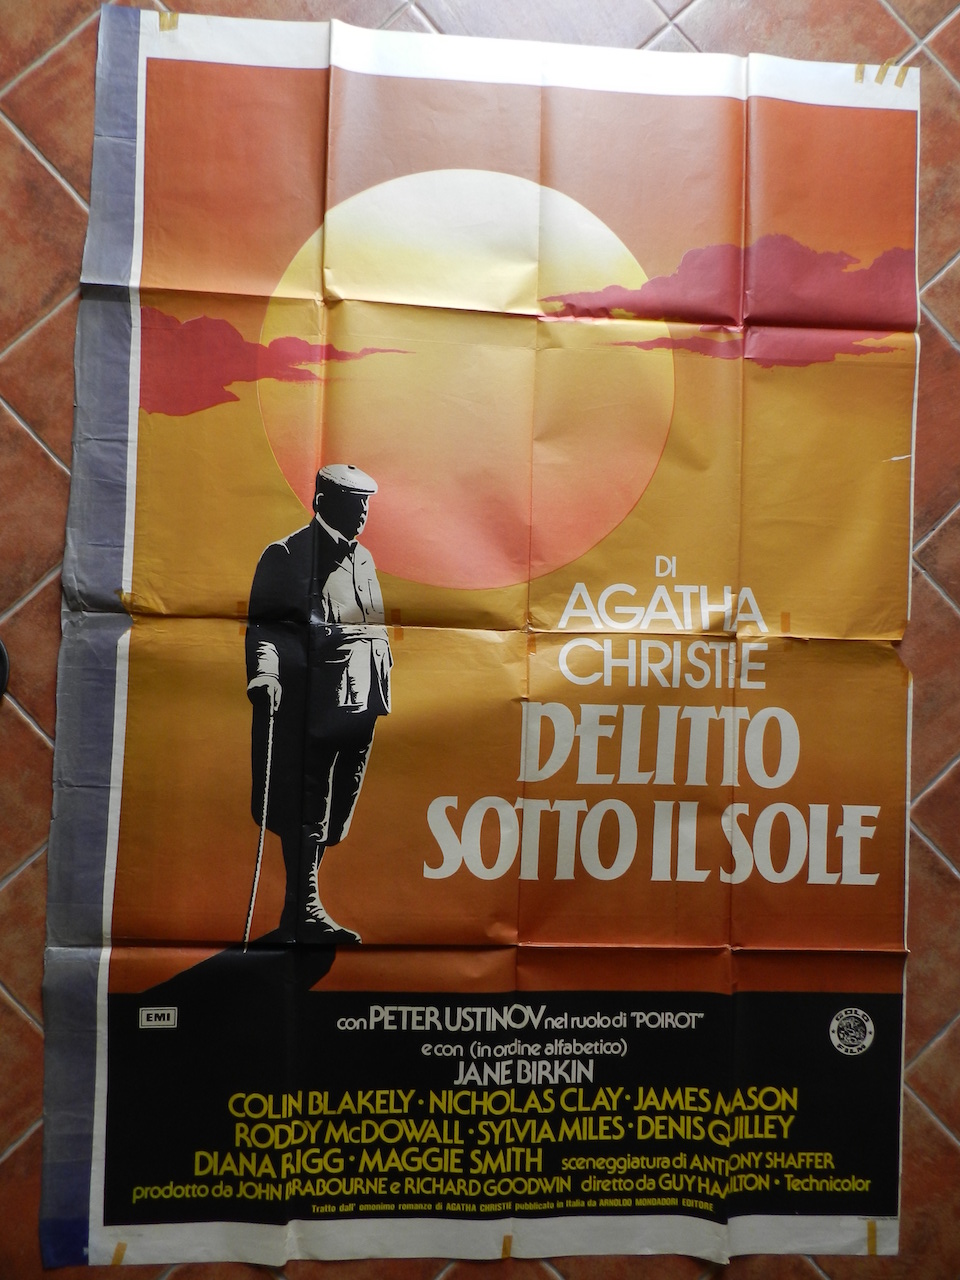 DI
AGATHA
CHRISTIE
DELITTO
SOTTO IL SOLE
EMI
GOLD
FILM
con PETER USTINOV nel ruolo di "POIROT"
e con (in ordine alfabetico)
JANE BIRKIN
COLIN BLAKELY · NICHOLAS CLAY · JAMES MASON
RODDY McDOWALL · SYLVIA MILES · DENIS QUILLEY
DIANA RIGG · MAGGIE SMITH sceneggiatura di ANTHONY SHAFFER
prodotto da JOHN BRABOURNE e RICHARD GOODWIN diretto da GUY HAMILTON · Technicolor
Tratto dall' omonimo romanzo di AGATHA CHRISTIE pubblicato in Italia da ARNOLDO MONDADORI EDITORE